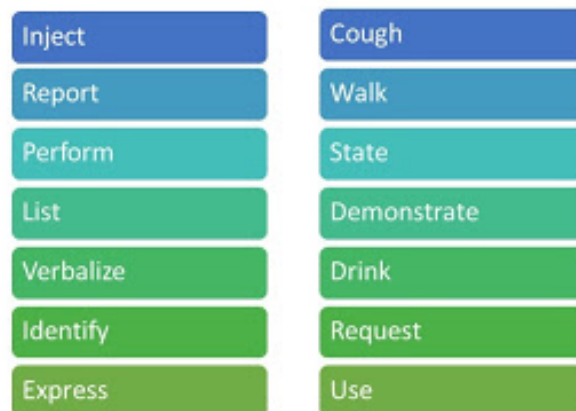 Inject
Report
Perform
List
Verbalize
Identify
Express
Cough
Walk
State
Demonstrate
Drink
Request
Use